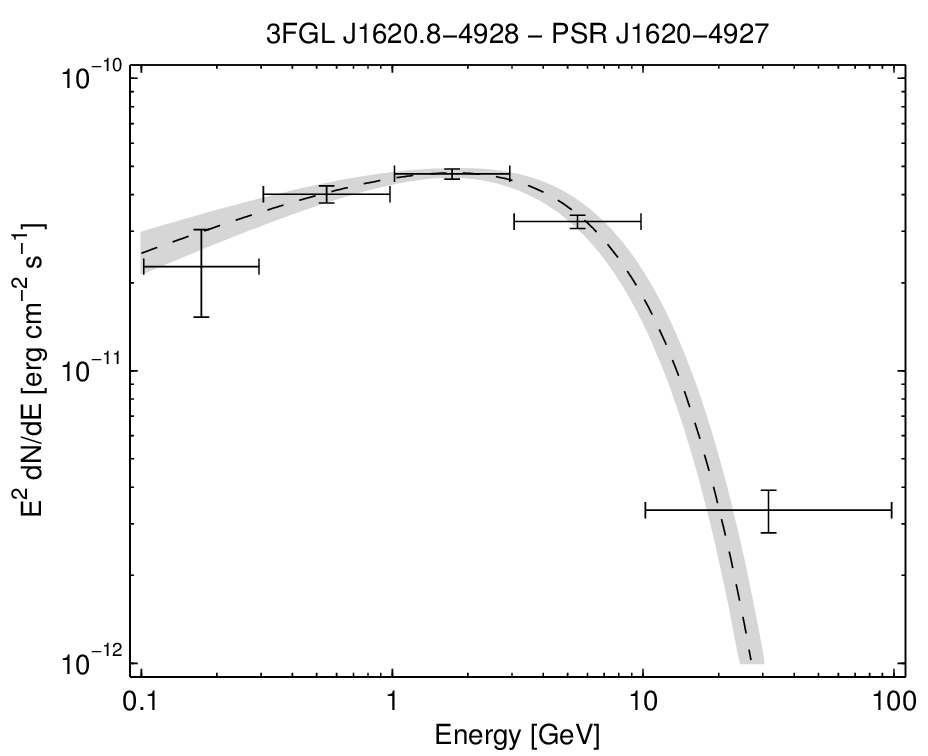 3FGL J1620.8−4928 − PSR J1620−4927
E² dN/dE [erg cm⁻² s⁻¹]
10⁻¹⁰
10⁻¹¹
10⁻¹²
0.1 1 10 100
Energy [GeV]